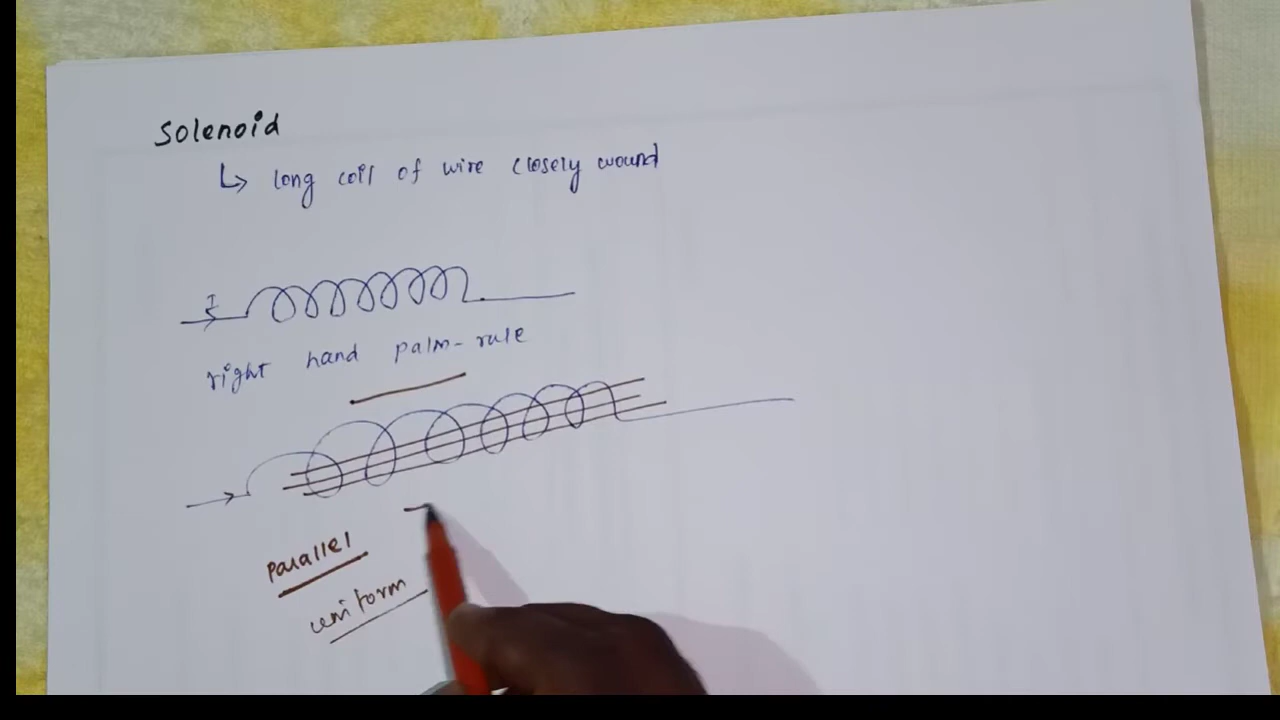 Solenoid
↳ long coil of wire closely wound
I
right hand palm-rule
parallel
uniform